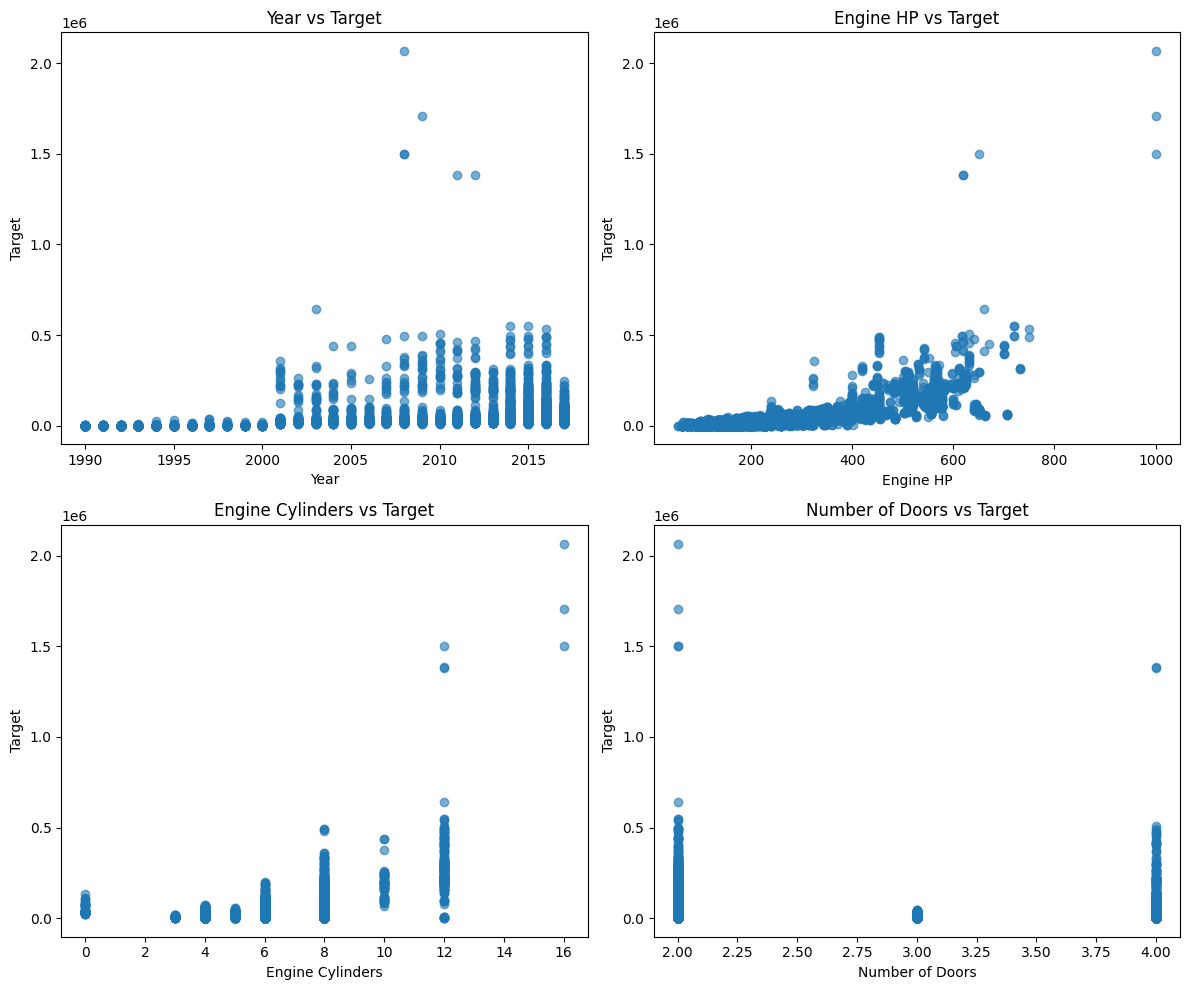 Year vs Target
1e6
2.0
1.5
1.0
0.5
0.0
Target
1990 1995 2000 2005 2010 2015
Year
Engine HP vs Target
1e6
2.0
1.5
1.0
0.5
0.0
Target
200 400 600 800 1000
Engine HP
Engine Cylinders vs Target
1e6
2.0
1.5
1.0
0.5
0.0
Target
0 2 4 6 8 10 12 14 16
Engine Cylinders
Number of Doors vs Target
1e6
2.0
1.5
1.0
0.5
0.0
Target
2.00 2.25 2.50 2.75 3.00 3.25 3.50 3.75 4.00
Number of Doors